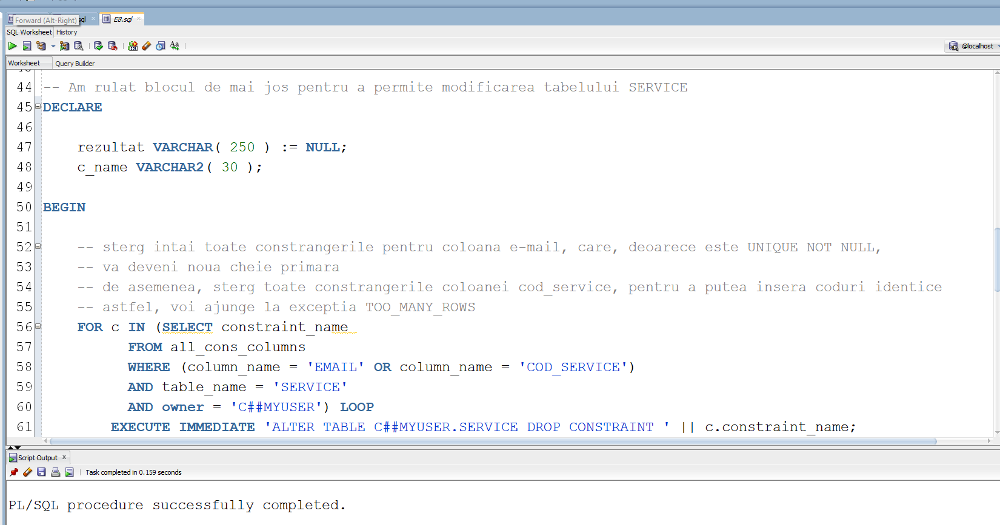 Forward (Alt-Right) sql E8.sql
SQL Worksheet History
@localhost
Worksheet Query Builder
44 -- Am rulat blocul de mai jos pentru a permite modificarea tabelului SERVICE
45 DECLARE
46
47 rezultat VARCHAR( 250 ) := NULL;
48 c_name VARCHAR2( 30 );
49
50 BEGIN
51
52 -- sterg intai toate constrangerile pentru coloana e-mail, care, deoarece este UNIQUE NOT NULL,
53 -- va deveni noua cheie primara
54 -- de asemenea, sterg toate constrangerile coloanei cod_service, pentru a putea insera coduri identice
55 -- astfel, voi ajunge la exceptia TOO_MANY_ROWS
56 FOR c IN (SELECT constraint_name
57 FROM all_cons_columns
58 WHERE (column_name = 'EMAIL' OR column_name = 'COD_SERVICE')
59 AND table_name = 'SERVICE'
60 AND owner = 'C##MYUSER') LOOP
61 EXECUTE IMMEDIATE 'ALTER TABLE C##MYUSER.SERVICE DROP CONSTRAINT ' || c.constraint_name;
Script Output x
Task completed in 0.159 seconds
PL/SQL procedure successfully completed.